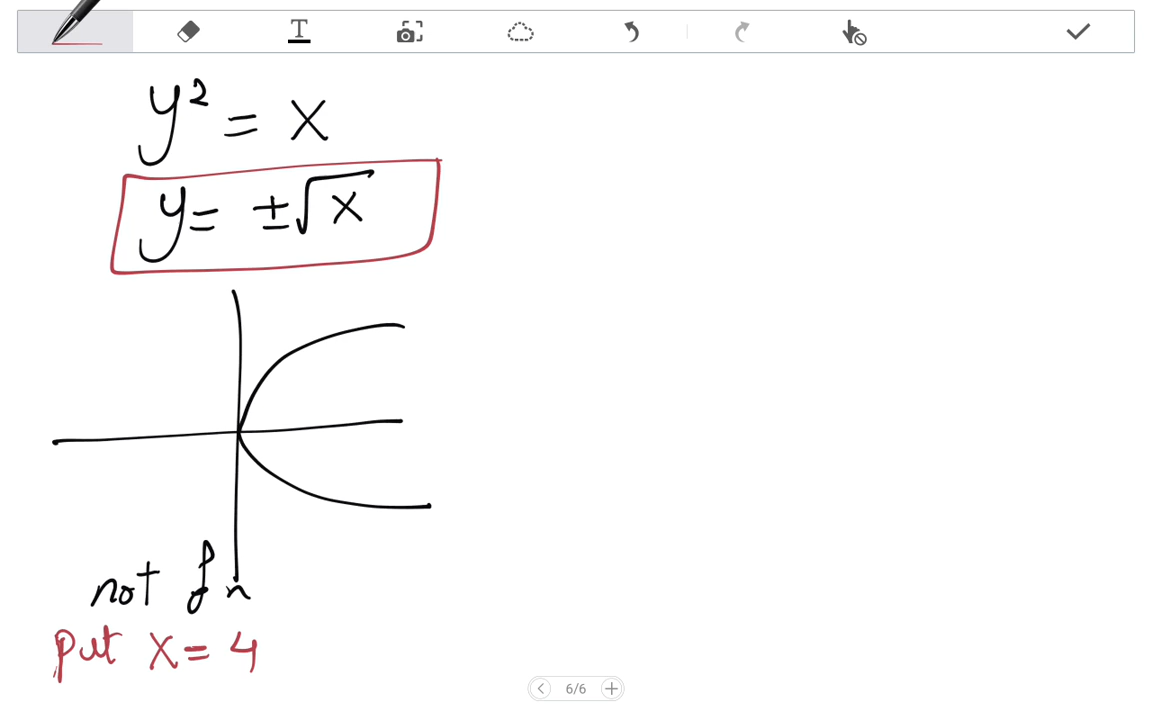 T
y² = x
y = ±√x
not fn
put x = 4
6/6